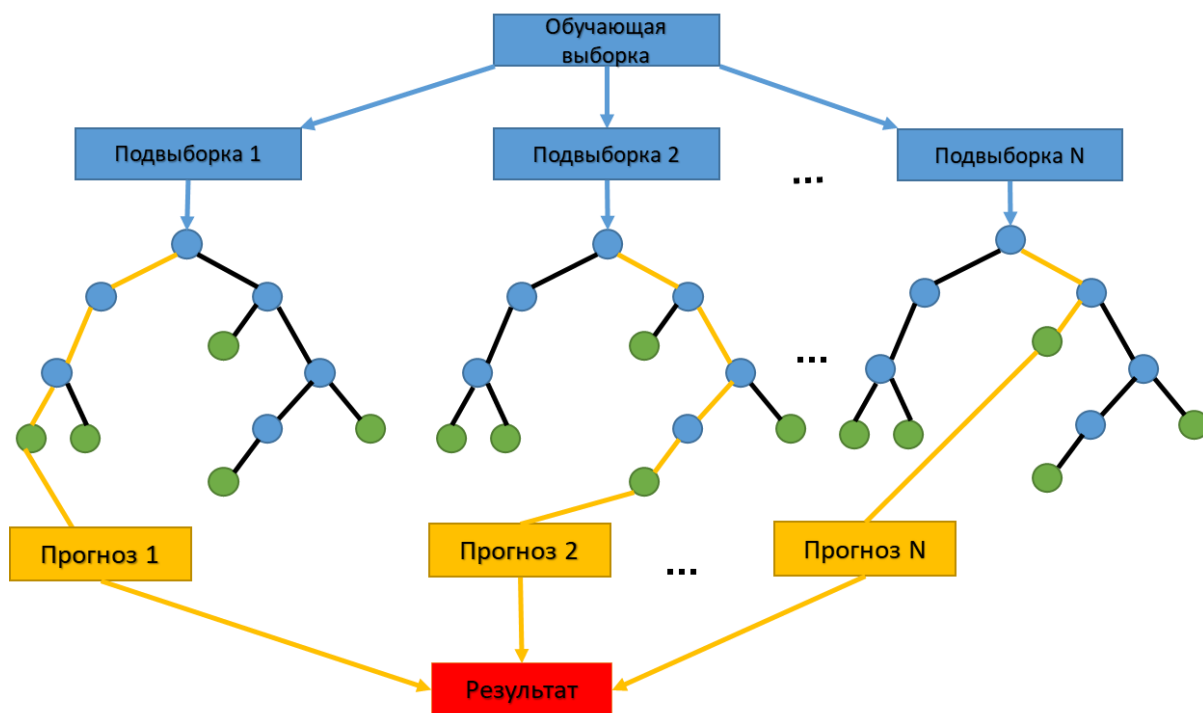 Обучающая
выборка
Подвыборка 1
Подвыборка 2
...
Подвыборка N
...
Прогноз 1
Прогноз 2
...
Прогноз N
Результат